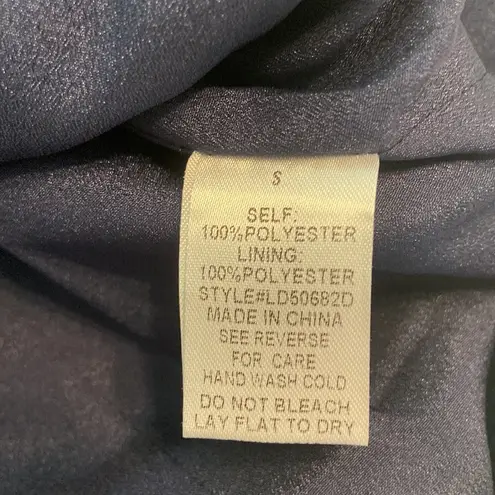 S
SELF:
100%POLYESTER
LINING:
100%POLYESTER
STYLE#LD50682D
MADE IN CHINA
SEE REVERSE
FOR CARE
HAND WASH COLD
DO NOT BLEACH
LAY FLAT TO DRY